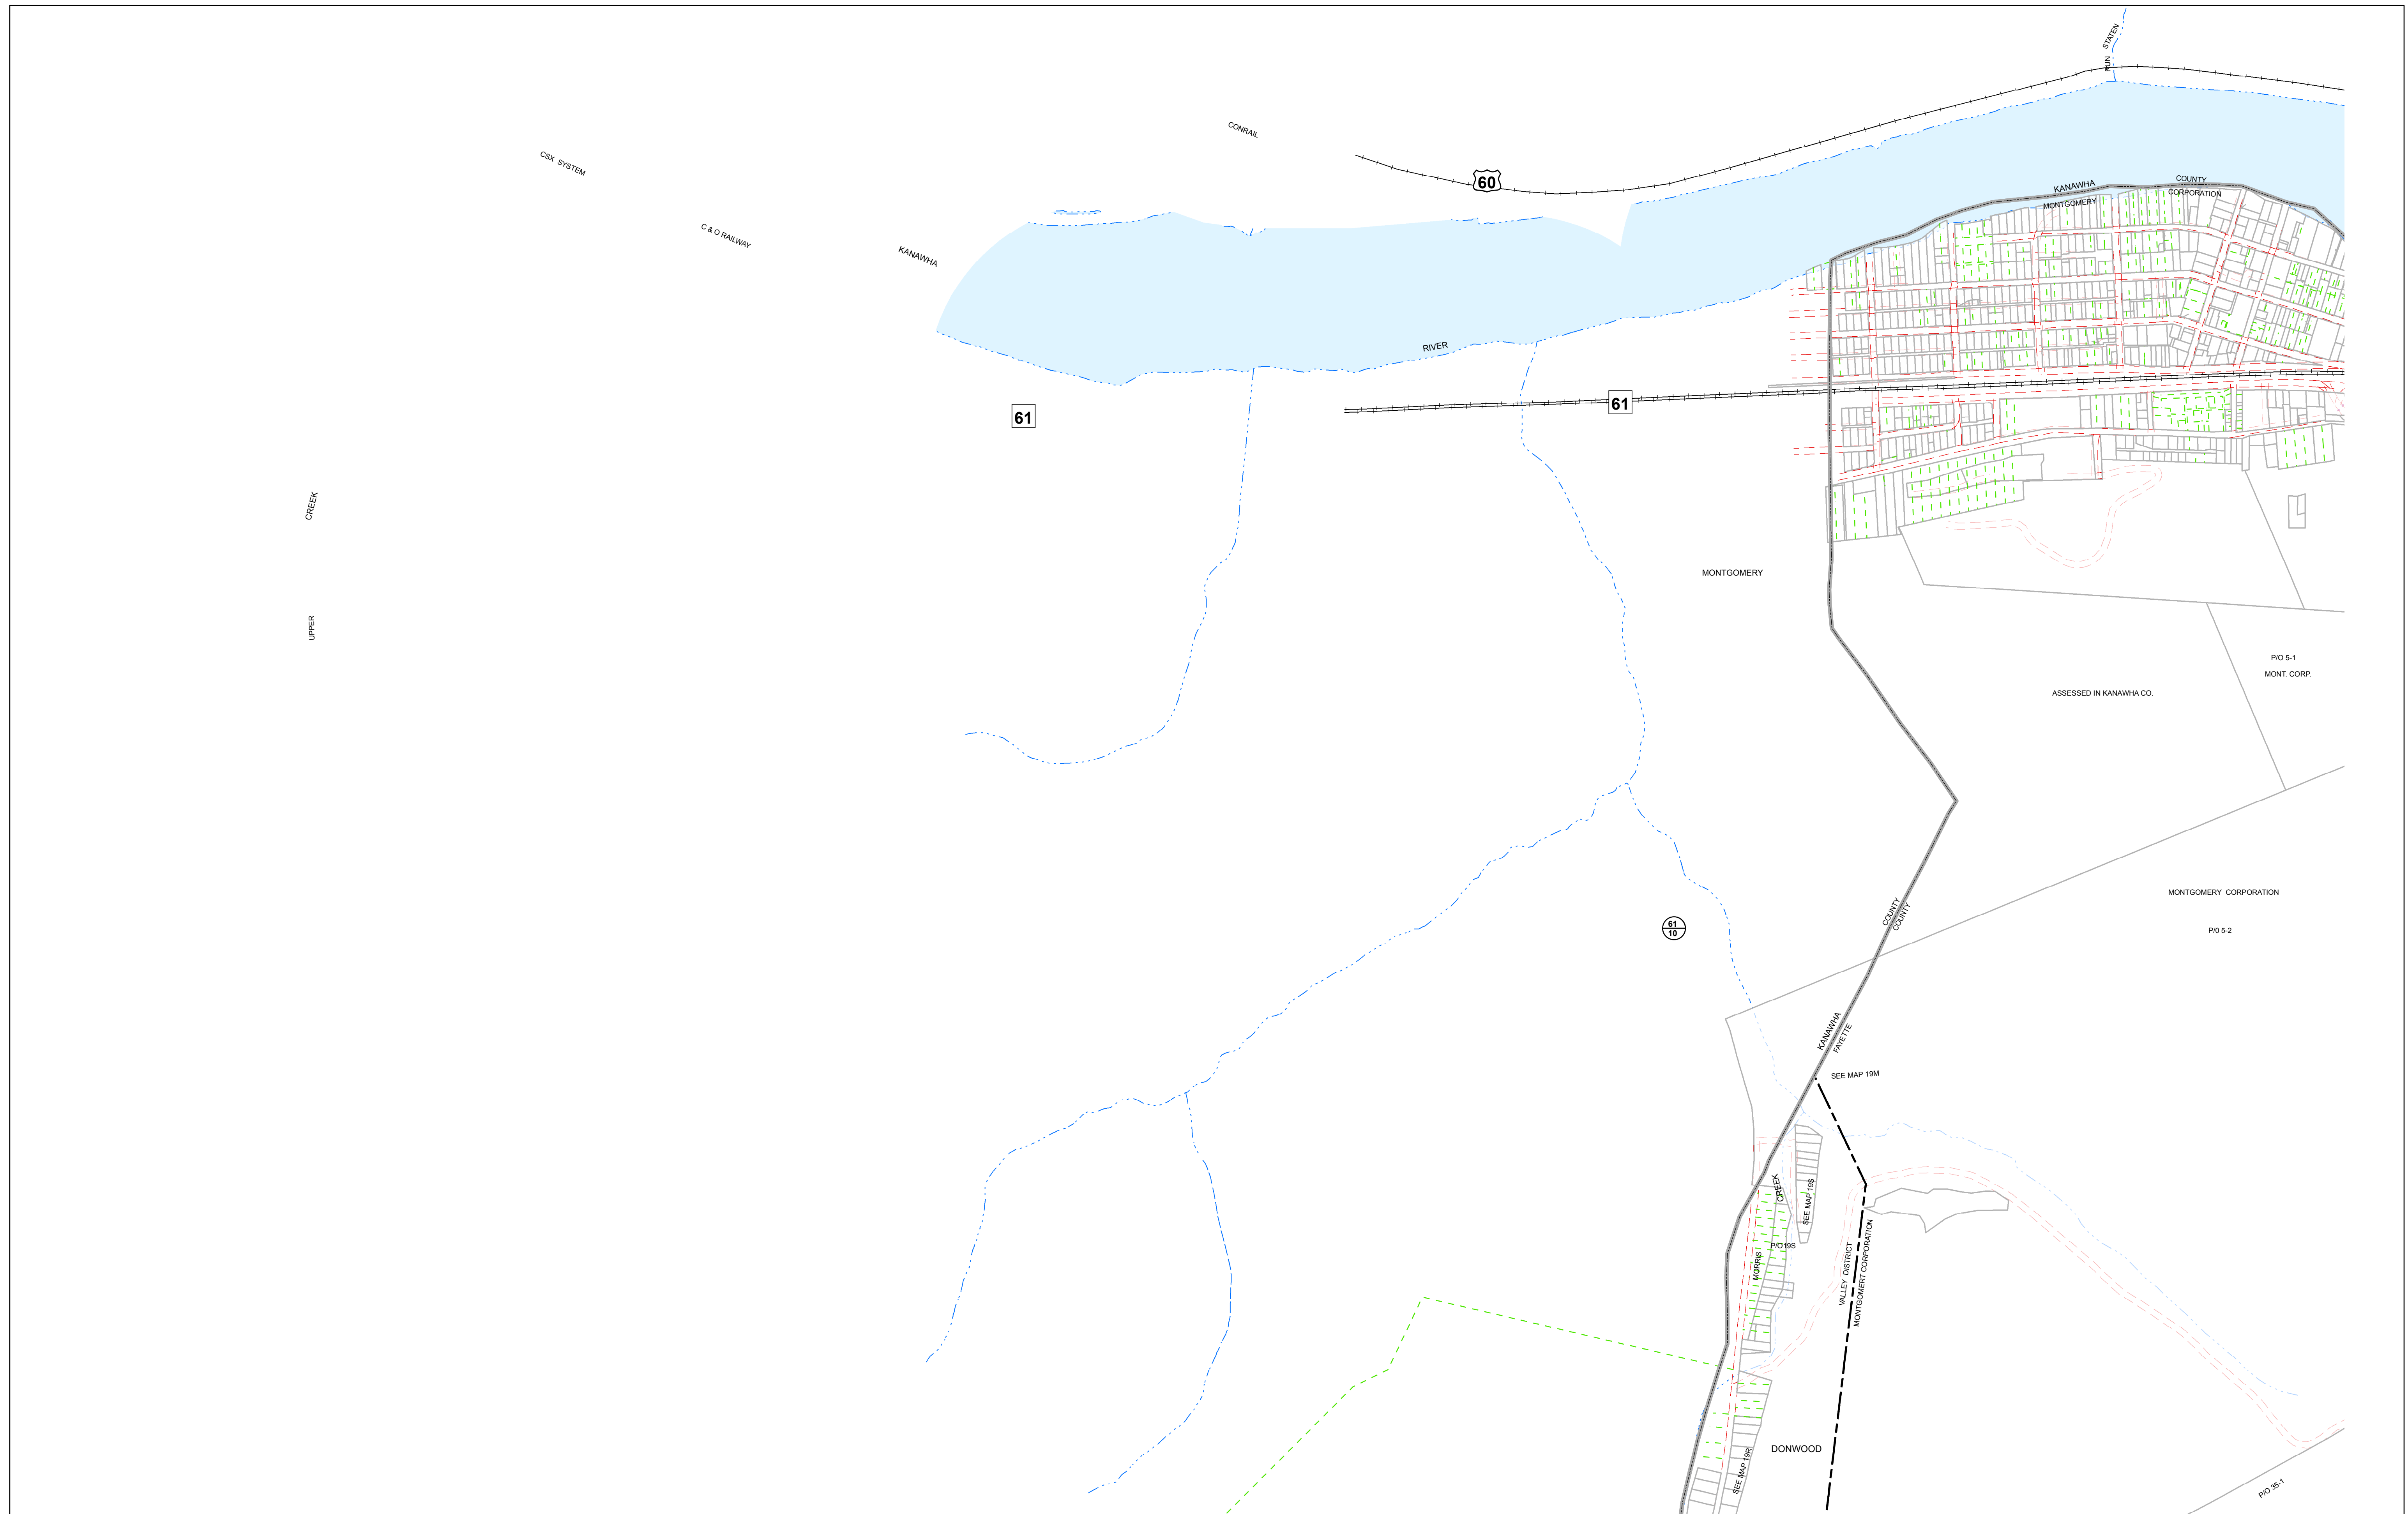 STATEN
RUN
CONRAIL
CSX SYSTEM
60
COUNTY
KANAWHA
CORPORATION
MONTGOMERY
C & O RAILWAY
KANAWHA
RIVER
61
61
CREEK
MONTGOMERY
UPPER
P/O 5-1
MONT. CORP.
ASSESSED IN KANAWHA CO.
MONTGOMERY CORPORATION
COUNTY
COUNTY
61
10
P/0 5-2
KANAWHA
FAYETTE
SEE MAP 19M
CREEK
SEE MAP 19S
P/O19S
MORRIS
VALLEY DISTRICT
MONTGOMERT CORPORATION
DONWOOD
SEE MAP 19R
P/O 35-1